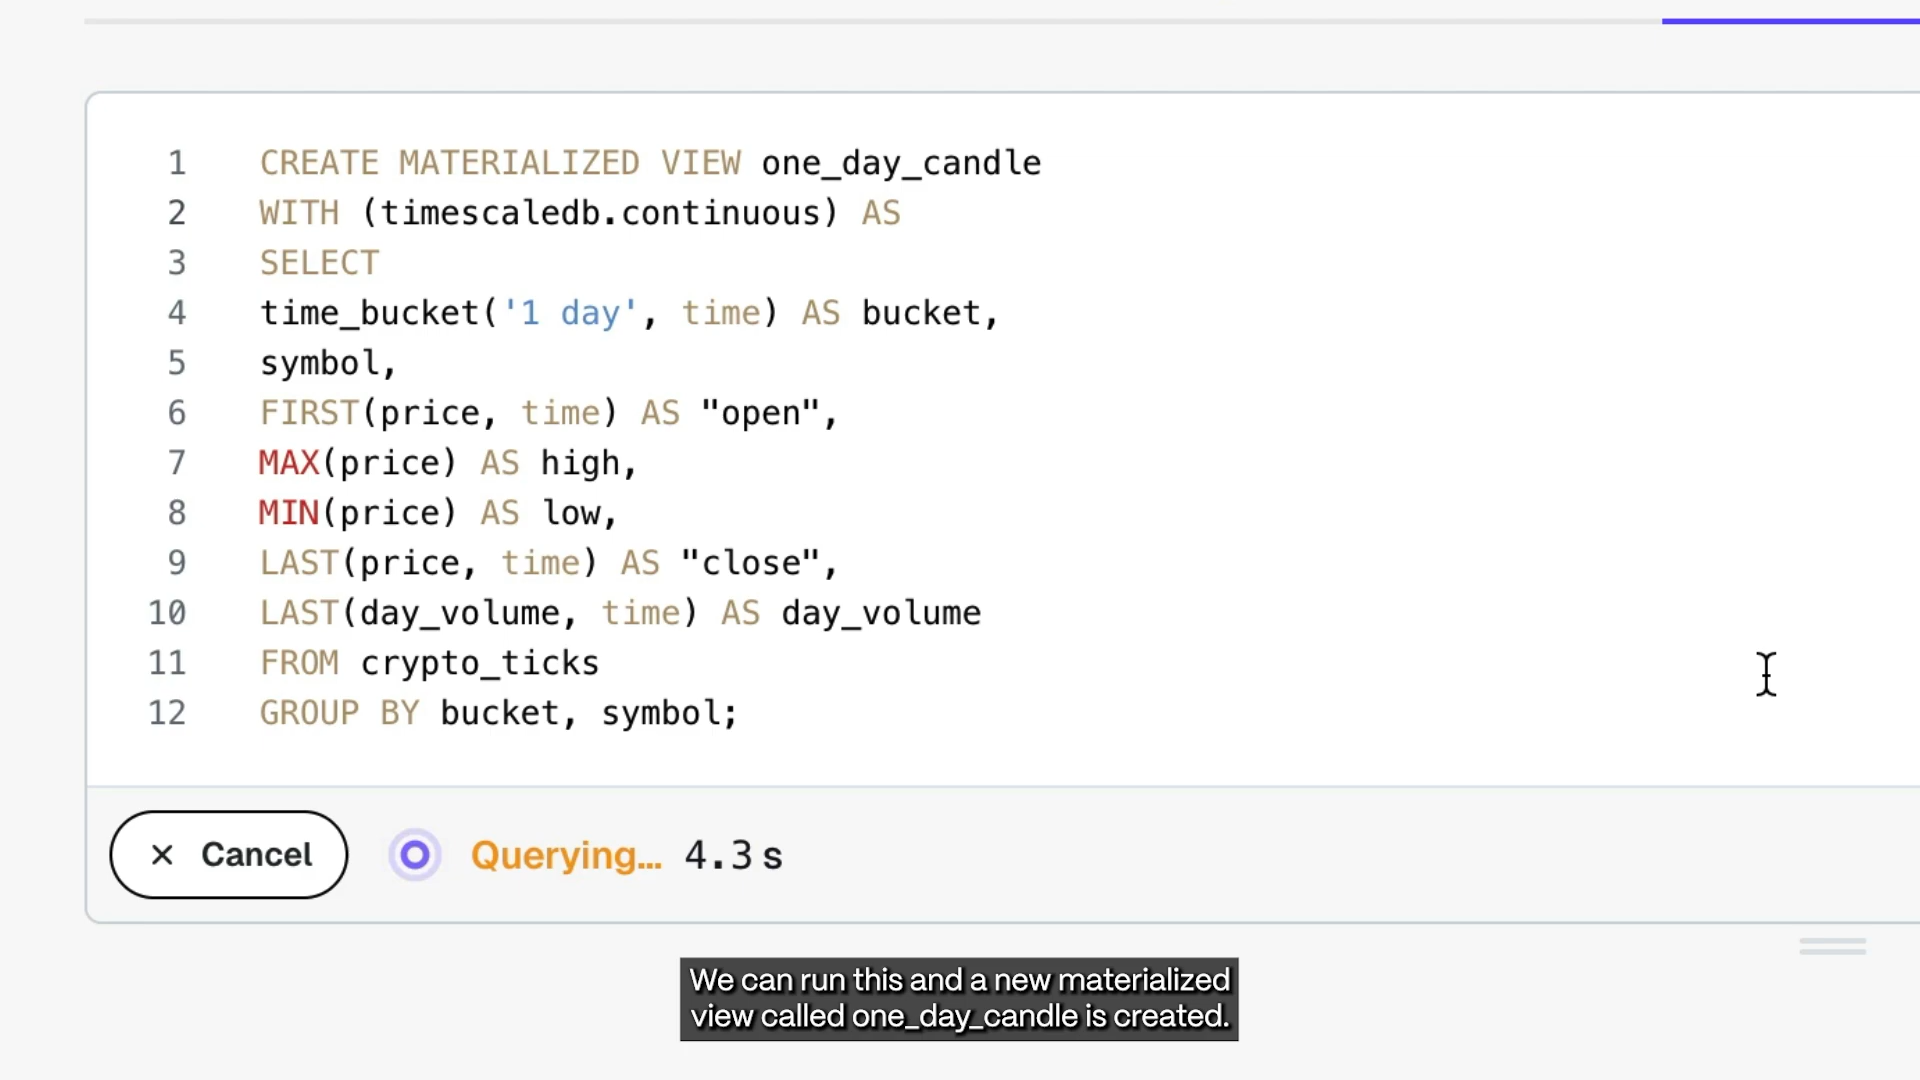 1 CREATE MATERIALIZED VIEW one_day_candle
2 WITH (timescaledb.continuous) AS
3 SELECT
4 time_bucket('1 day', time) AS bucket,
5 symbol,
6 FIRST(price, time) AS "open",
7 MAX(price) AS high,
8 MIN(price) AS low,
9 LAST(price, time) AS "close",
10 LAST(day_volume, time) AS day_volume
11 FROM crypto_ticks
12 GROUP BY bucket, symbol;
× Cancel Querying... 4.3 s
We can run this and a new materialized
view called one_day_candle is created.